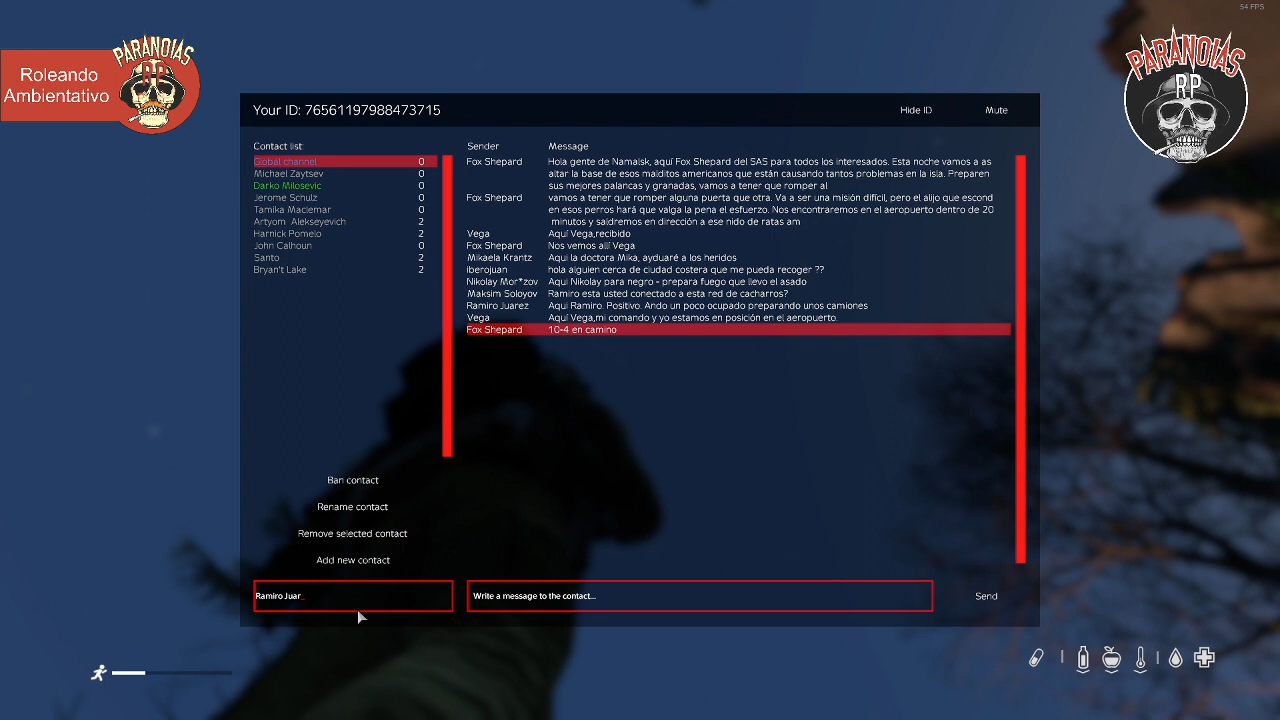 54 FPS
PARANOIAS
RP
Roleando
Ambientativo
PARANOIAS
RP
Your ID: 76561197988473715
Hide ID
Mute
Contact list:
Global channel 0
Michael Zaytsev 0
Darko Milosevic 0
Jerome Schulz 0
Tamika Maclemar 0
Artyom Alekseyevich 2
Harnick Pomelo 2
John Calhoun 0
Santo 2
Bryan't Lake 2
Sender Message
Fox Shepard Hola gente de Namalsk, aquí Fox Shepard del SAS para todos los interesados. Esta noche vamos a as
altar la base de esos malditos americanos que están causando tantos problemas en la isla. Preparen
sus mejores palancas y granadas, vamos a tener que romper al
Fox Shepard vamos a tener que romper alguna puerta que otra. Va a ser una misión difícil, pero el alijo que escond
en esos perros hará que valga la pena el esfuerzo. Nos encontraremos en el aeropuerto dentro de 20
minutos y saldremos en dirección a ese nido de ratas am
Vega Aquí Vega,recibido
Fox Shepard Nos vemos allí Vega
Mikaela Krantz Aqui la doctora Mika, ayduaré a los heridos
Iberojuan hola alguien cerca de ciudad costera que me pueda recoger ??
Nikolay Mor*zov Aqui Nikolay para negro - prepara fuego que llevo el asado
Maksim Soloyov Ramiro esta usted conectado a esta red de cacharros?
Ramiro Juarez Aqui Ramiro. Positivo. Ando un poco ocupado preparando unos camiones
Vega Aquí Vega,mi comando y yo estamos en posición en el aeropuerto.
Fox Shepard 10-4 en camino
Ban contact
Rename contact
Remove selected contact
Add new contact
Ramiro Juar_
Write a message to the contact...
Send